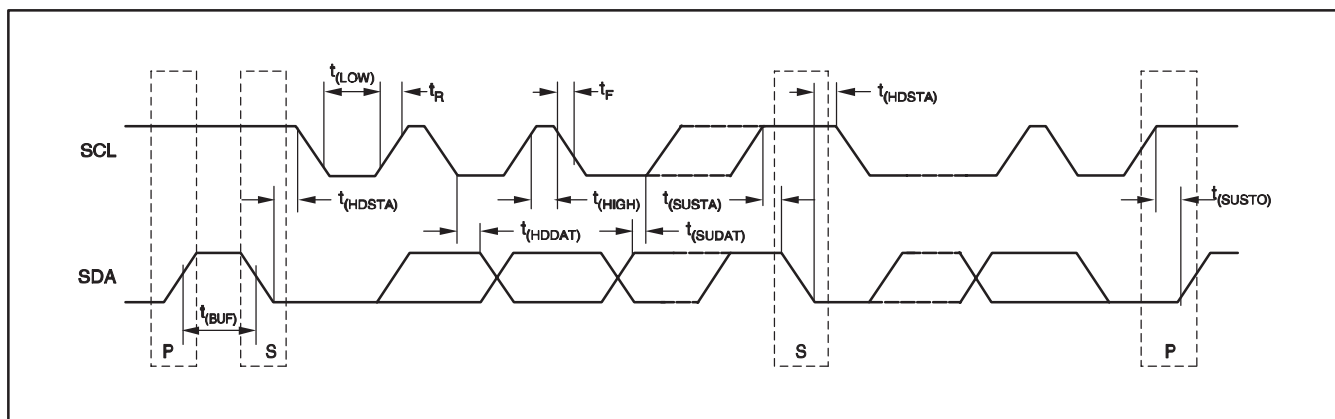 t(LOW)
tR
tF
t(HDSTA)
SCL
t(HDSTA)
t(HIGH)
t(SUSTA)
t(SUSTO)
t(HDDAT)
t(SUDAT)
SDA
t(BUF)
P
S
S
P